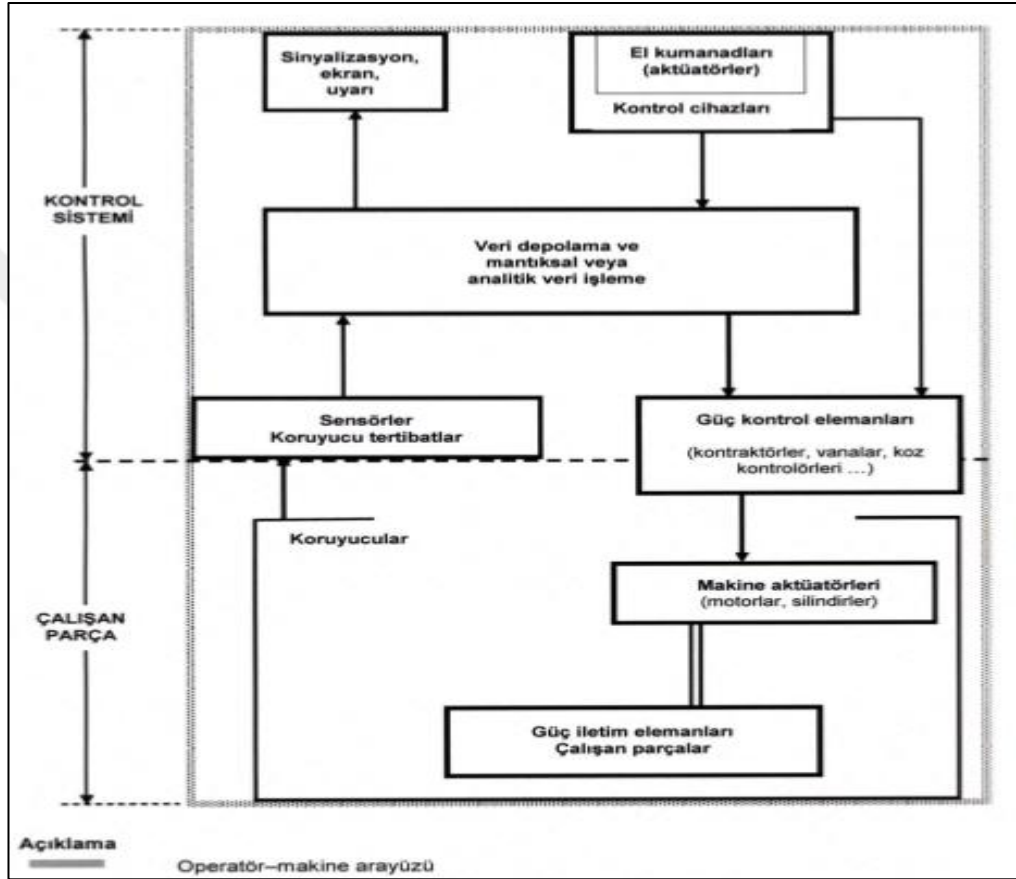 Sinyalizasyon,
ekran,
uyarı
El kumanadları
(aktüatörler)
Kontrol cihazları
KONTROL
SİSTEMİ
Veri depolama ve
mantıksal veya
analitik veri işleme
Sensörler
Koruyucu tertibatlar
Güç kontrol elemanları
(kontraktörler, vanalar, koz
kontrolörleri ...)
Koruyucular
Makine aktüatörleri
(motorlar, silindirler)
ÇALIŞAN
PARÇA
Güç iletim elemanları
Çalışan parçalar
Açıklama
Operatör–makine arayüzü